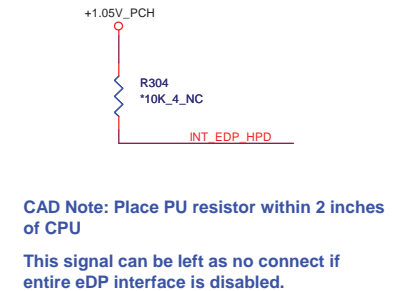 +1.05V_PCH
R304
*10K_4_NC
INT_EDP_HPD
CAD Note: Place PU resistor within 2 inches
of CPU
This signal can be left as no connect if
entire eDP interface is disabled.